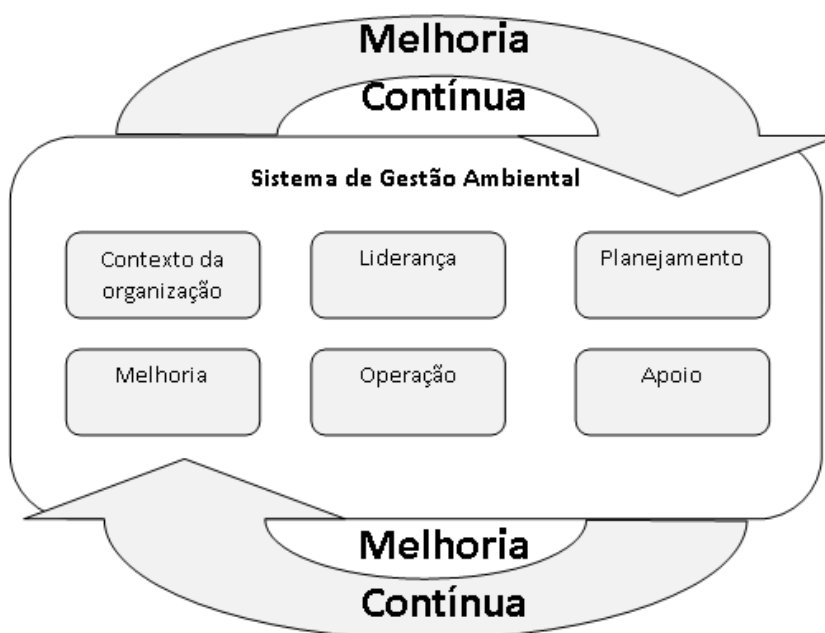 Melhoria
Contínua
Sistema de Gestão Ambiental
Contexto da
organização
Liderança
Planejamento
Melhoria
Operação
Apoio
Melhoria
Contínua